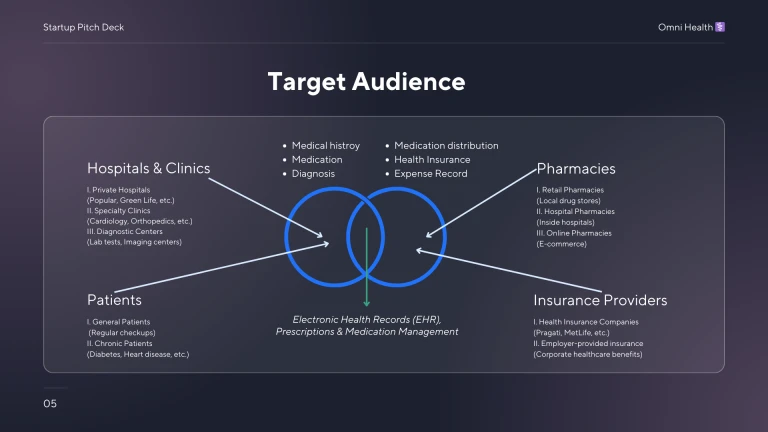 Startup Pitch Deck
Omni Health
Target Audience
Medical histroy
Medication
Diagnosis
Medication distribution
Health Insurance
Expense Record
Hospitals & Clinics
I. Private Hospitals
(Popular, Green Life, etc.)
II. Specialty Clinics
(Cardiology, Orthopedics, etc.)
III. Diagnostic Centers
(Lab tests, Imaging centers)
Pharmacies
I. Retail Pharmacies
(Local drug stores)
II. Hospital Pharmacies
(Inside hospitals)
III. Online Pharmacies
(E-commerce)
Patients
I. General Patients
(Regular checkups)
II. Chronic Patients
(Diabetes, Heart disease, etc.)
Electronic Health Records (EHR),
Prescriptions & Medication Management
Insurance Providers
I. Health Insurance Companies
(Pragati, MetLife, etc.)
II. Employer-provided insurance
(Corporate healthcare benefits)
05